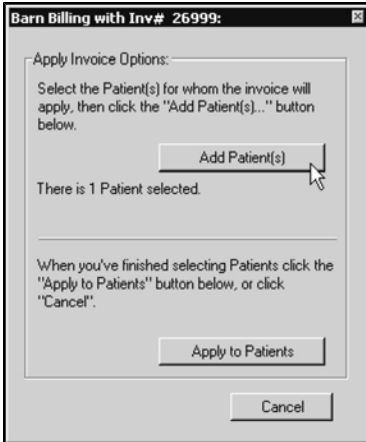 Barn Billing with Inv# 26999:
Apply Invoice Options:
Select the Patient(s) for whom the invoice will
apply, then click the "Add Patient(s)..." button
below.
Add Patient(s)
There is 1 Patient selected.
When you've finished selecting Patients click the
"Apply to Patients" button below, or click
"Cancel".
Apply to Patients
Cancel